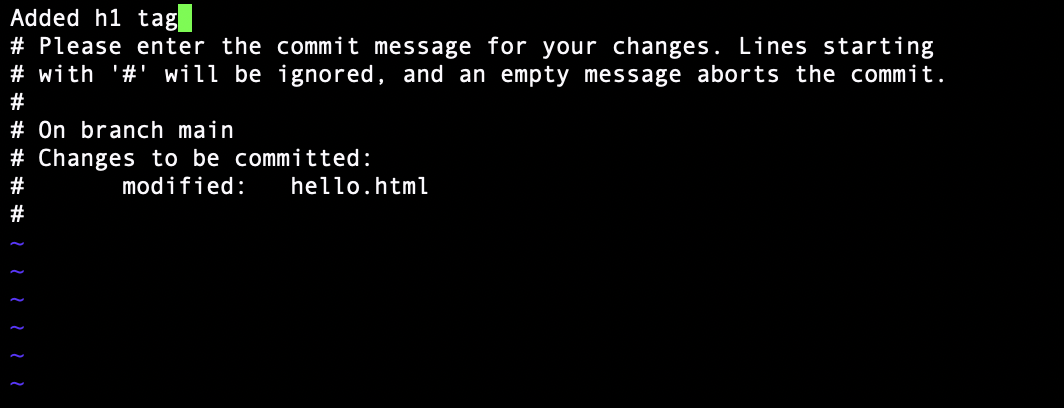 Added h1 tag
# Please enter the commit message for your changes. Lines starting
# with '#' will be ignored, and an empty message aborts the commit.
#
# On branch main
# Changes to be committed:
#       modified:   hello.html
#
~
~
~
~
~
~